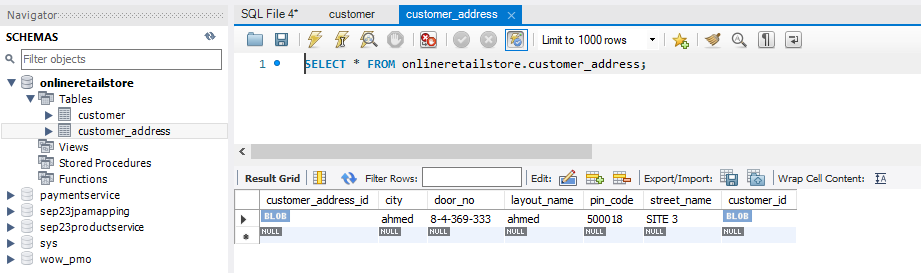 Navigator
SCHEMAS
Filter objects
onlineretailstore
Tables
customer
customer_address
Views
Stored Procedures
Functions
paymentservice
sep23jpamapping
sep23productservice
sys
wow_pmo
SQL File 4* customer customer_address
Limit to 1000 rows
1 SELECT * FROM onlineretailstore.customer_address;
Result Grid Filter Rows: Edit: Export/Import: Wrap Cell Content:
customer_address_id city door_no layout_name pin_code street_name customer_id
BLOB ahmed 8-4-369-333 ahmed 500018 SITE 3 BLOB
NULL NULL NULL NULL NULL NULL NULL